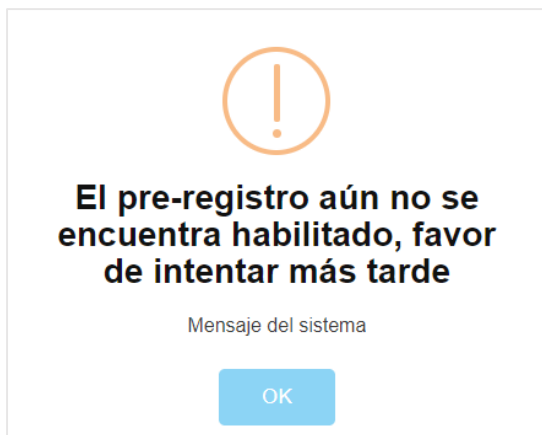 El pre-registro aún no se
encuentra habilitado, favor
de intentar más tarde
Mensaje del sistema
OK